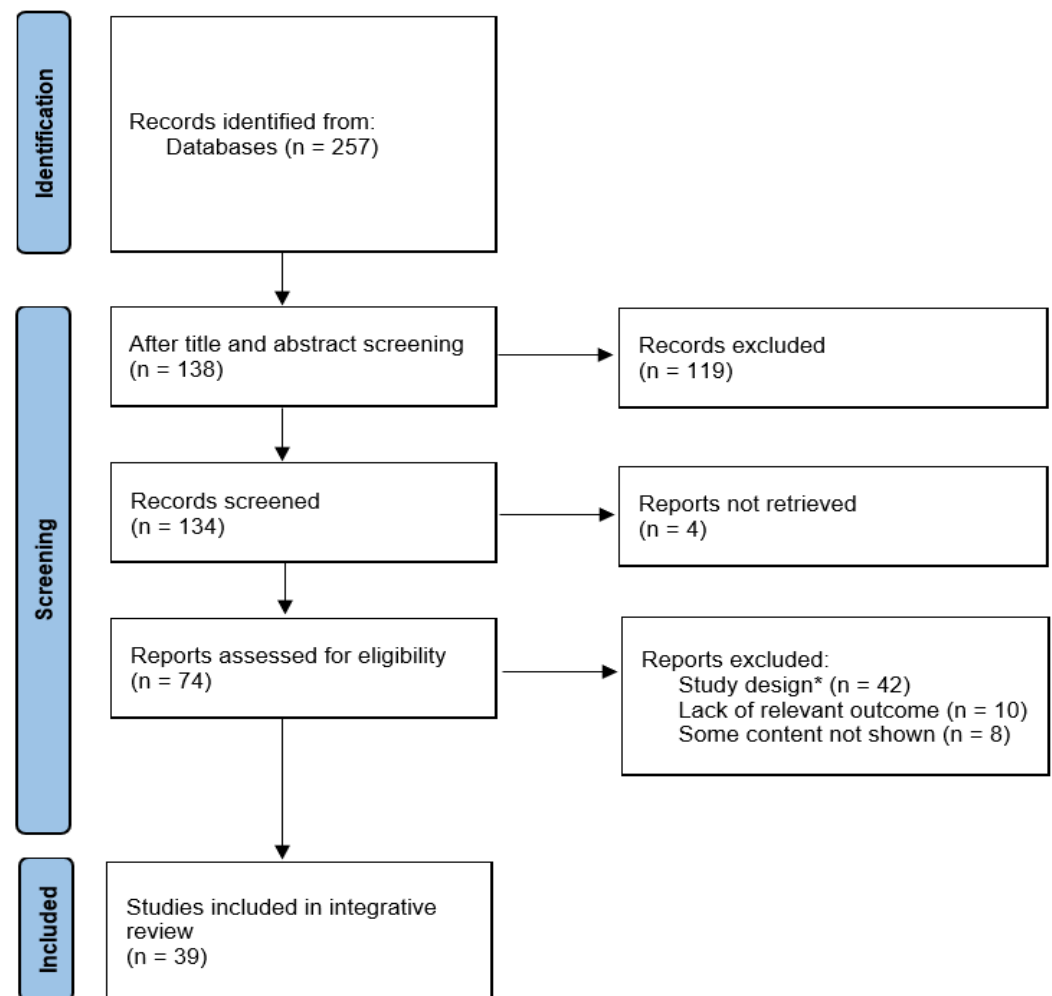 Identification
Records identified from:
Databases (n = 257)
Screening
After title and abstract screening
(n = 138)
Records excluded
(n = 119)
Records screened
(n = 134)
Reports not retrieved
(n = 4)
Reports assessed for eligibility
(n = 74)
Reports excluded:
Study design* (n = 42)
Lack of relevant outcome (n = 10)
Some content not shown (n = 8)
Included
Studies included in integrative
review
(n = 39)